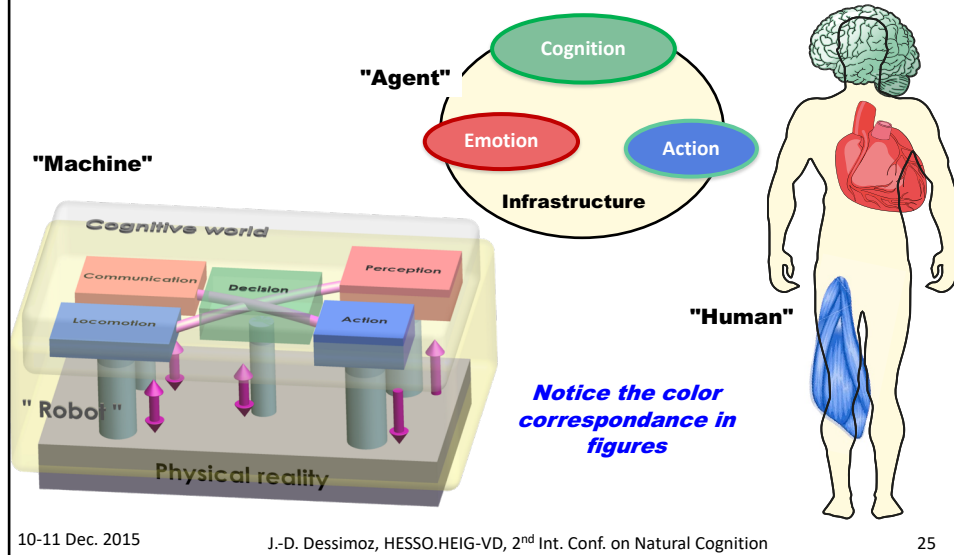 "Agent"
Cognition
Emotion
Action
Infrastructure
"Machine"
Cognitive world
Communication
Decision
Perception
Locomotion
Action
" Robot "
Physical reality
"Human"
Notice the color
correspondance in
figures
10-11 Dec. 2015
J.-D. Dessimoz, HESSO.HEIG-VD, 2nd Int. Conf. on Natural Cognition
25